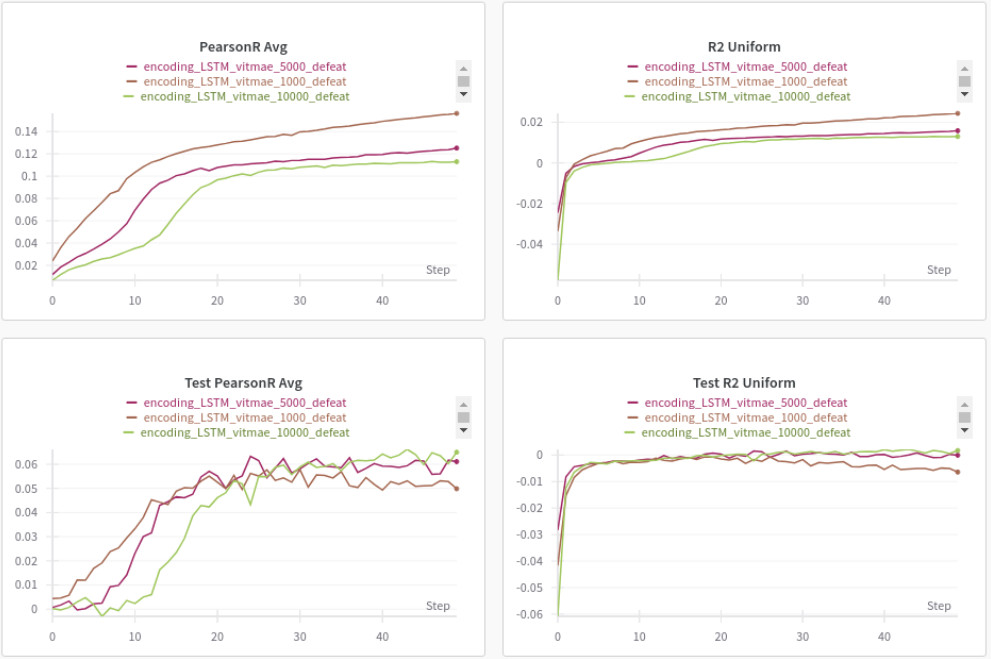 PearsonR Avg
encoding_LSTM_vitmae_5000_defeat
encoding_LSTM_vitmae_1000_defeat
encoding_LSTM_vitmae_10000_defeat
0.14
0.12
0.1
0.08
0.06
0.04
0.02
Step
0 10 20 30 40
R2 Uniform
encoding_LSTM_vitmae_5000_defeat
encoding_LSTM_vitmae_1000_defeat
encoding_LSTM_vitmae_10000_defeat
0.02
0
-0.02
-0.04
Step
0 10 20 30 40
Test PearsonR Avg
encoding_LSTM_vitmae_5000_defeat
encoding_LSTM_vitmae_1000_defeat
encoding_LSTM_vitmae_10000_defeat
0.06
0.05
0.04
0.03
0.02
0.01
0
Step
0 10 20 30 40
Test R2 Uniform
encoding_LSTM_vitmae_5000_defeat
encoding_LSTM_vitmae_1000_defeat
encoding_LSTM_vitmae_10000_defeat
0
-0.01
-0.02
-0.03
-0.04
-0.05
-0.06
Step
0 10 20 30 40